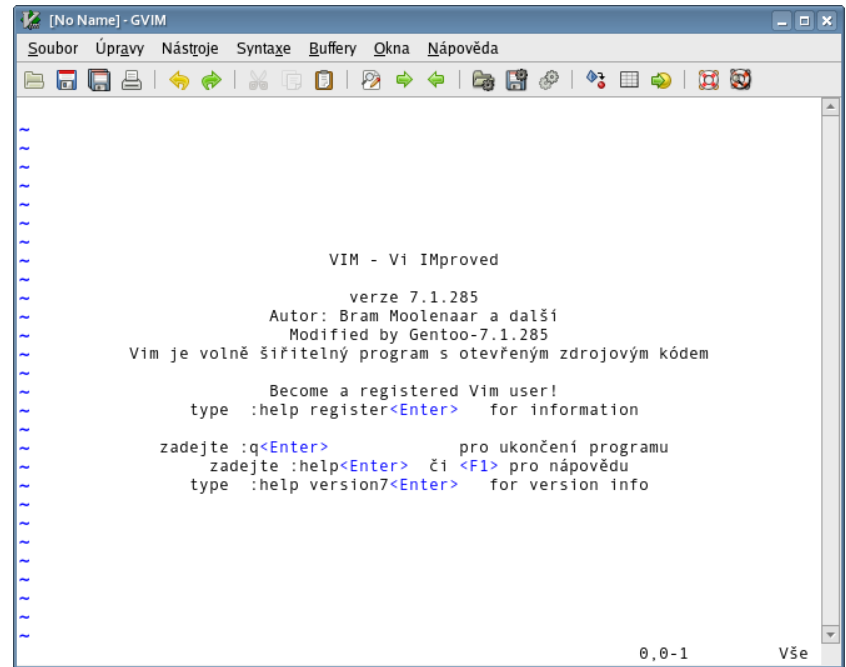 [No Name] - GVIM
Soubor Úpravy Nástroje Syntaxe Buffery Okna Nápověda
~
~
~
~
~
~
~
~ VIM - Vi IMproved
~
~ verze 7.1.285
~ Autor: Bram Moolenaar a další
~ Modified by Gentoo-7.1.285
~ Vim je volně šiřitelný program s otevřeným zdrojovým kódem
~
~ Become a registered Vim user!
~ type :help register<Enter> for information
~
~ zadejte :q<Enter> pro ukončení programu
~ zadejte :help<Enter> či <F1> pro nápovědu
~ type :help version7<Enter> for version info
~
~
~
~
~
~
~
~
0,0-1 Vše